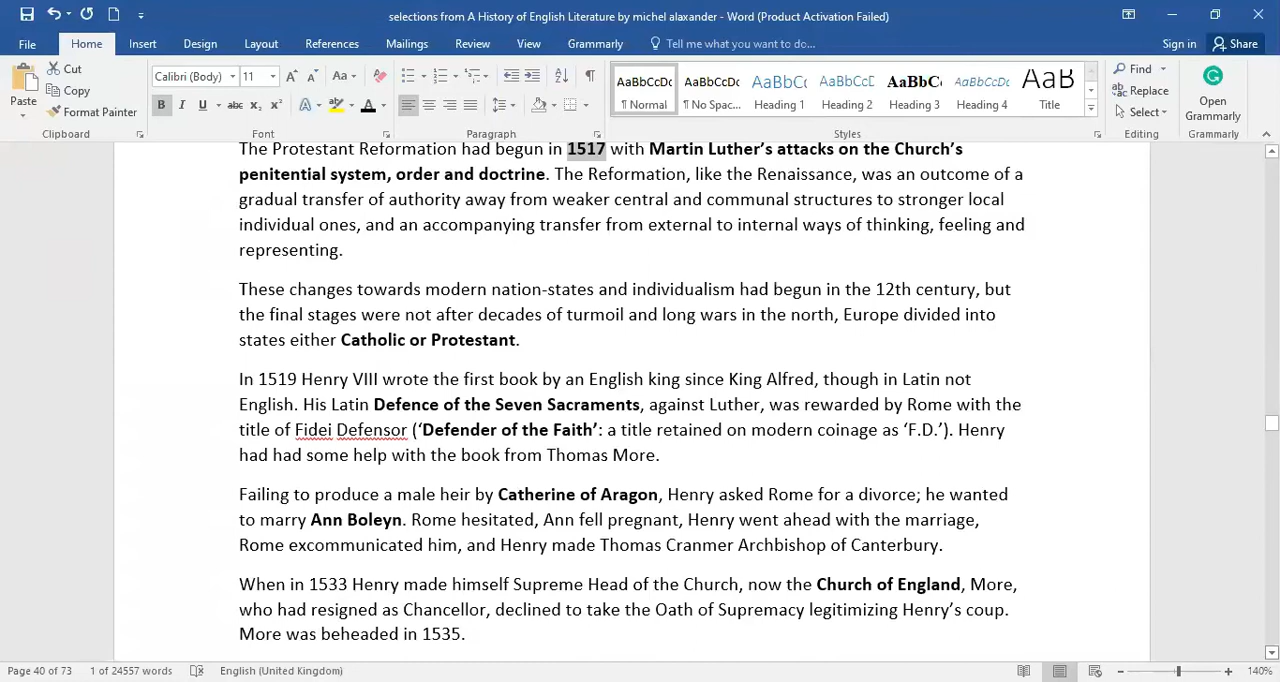 selections from A History of English Literature by michel alaxander - Word (Product Activation Failed)
File Home Insert Design Layout References Mailings Review View Grammarly Tell me what you want to do... Sign in Share
Paste Cut Copy Format Painter
Clipboard
Calibri (Body) 11
Font
Paragraph
AaBbCcDc ¶ Normal
AaBbCcDc ¶ No Spac...
AaBbC( Heading 1
AaBbCcD Heading 2
AaBbC( Heading 3
AaBbCcD Heading 4
AaB Title
Styles
Find
Replace
Select
Editing
Open Grammarly
Grammarly
The Protestant Reformation had begun in 1517 with Martin Luther’s attacks on the Church’s
penitential system, order and doctrine. The Reformation, like the Renaissance, was an outcome of a
gradual transfer of authority away from weaker central and communal structures to stronger local
individual ones, and an accompanying transfer from external to internal ways of thinking, feeling and
representing.
These changes towards modern nation-states and individualism had begun in the 12th century, but
the final stages were not after decades of turmoil and long wars in the north, Europe divided into
states either Catholic or Protestant.
In 1519 Henry VIII wrote the first book by an English king since King Alfred, though in Latin not
English. His Latin Defence of the Seven Sacraments, against Luther, was rewarded by Rome with the
title of Fidei Defensor (‘Defender of the Faith’: a title retained on modern coinage as ‘F.D.’). Henry
had had some help with the book from Thomas More.
Failing to produce a male heir by Catherine of Aragon, Henry asked Rome for a divorce; he wanted
to marry Ann Boleyn. Rome hesitated, Ann fell pregnant, Henry went ahead with the marriage,
Rome excommunicated him, and Henry made Thomas Cranmer Archbishop of Canterbury.
When in 1533 Henry made himself Supreme Head of the Church, now the Church of England, More,
who had resigned as Chancellor, declined to take the Oath of Supremacy legitimizing Henry’s coup.
More was beheaded in 1535.
Page 40 of 73 1 of 24557 words English (United Kingdom) 140%